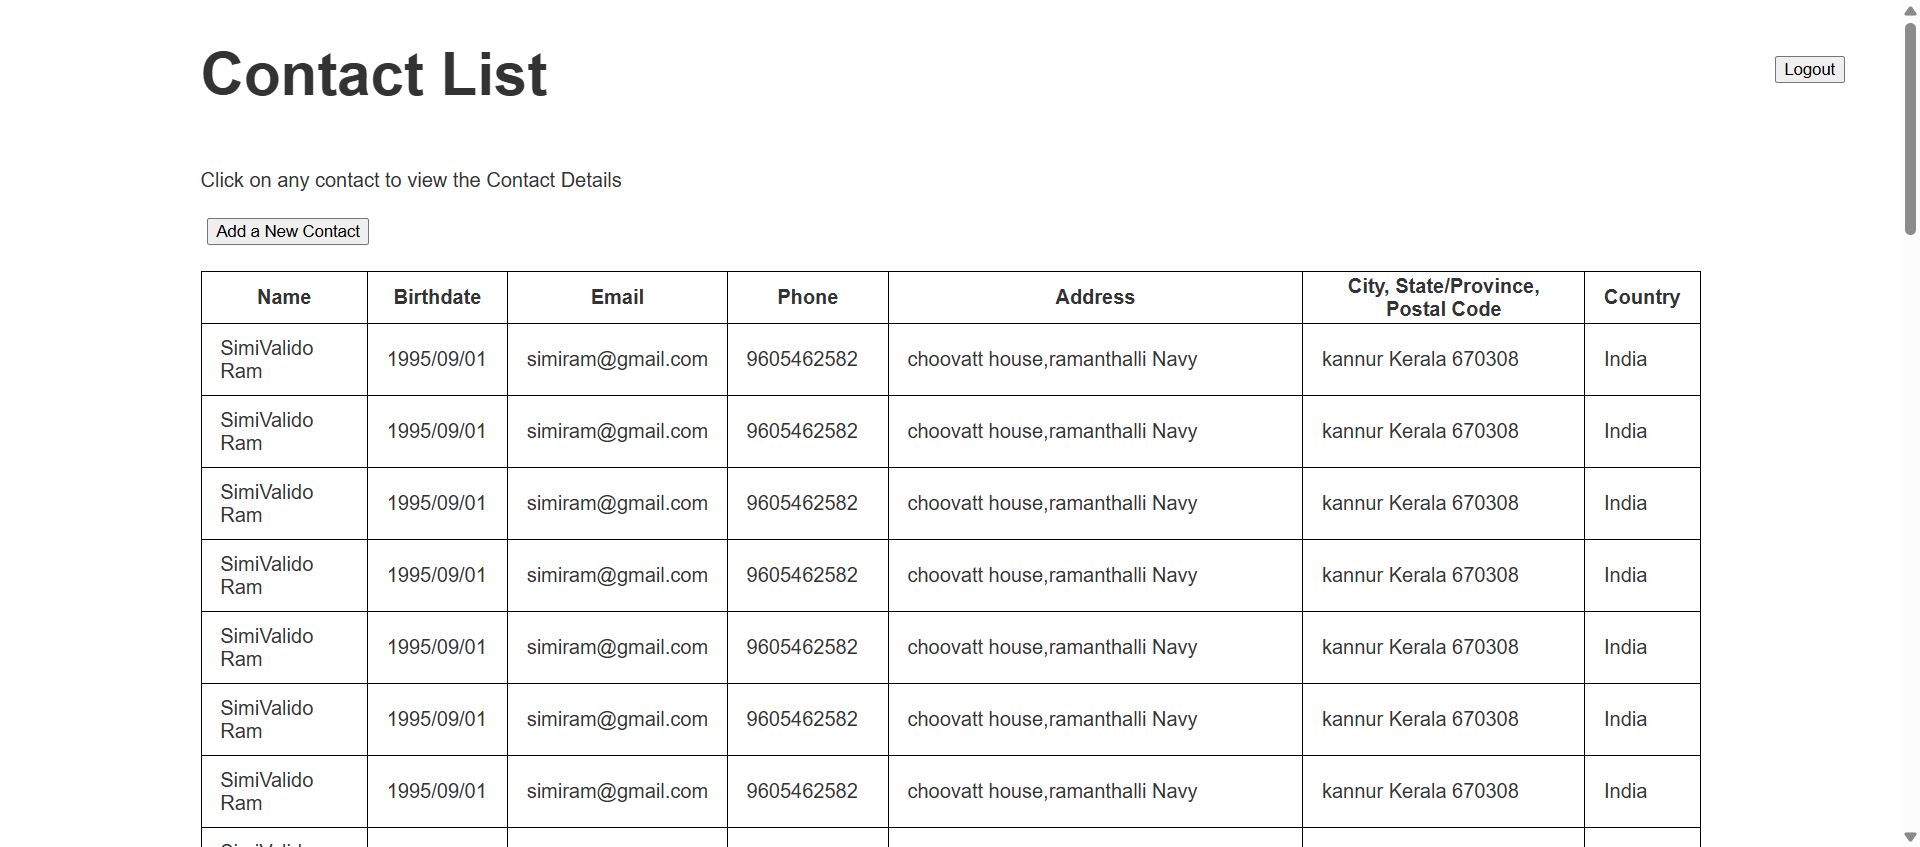 Contact List
Logout
Click on any contact to view the Contact Details
Add a New Contact
Name Birthdate Email Phone Address City, State/Province, Postal Code Country
SimiValido Ram 1995/09/01 simiram@gmail.com 9605462582 choovatt house,ramanthalli Navy kannur Kerala 670308 India
SimiValido Ram 1995/09/01 simiram@gmail.com 9605462582 choovatt house,ramanthalli Navy kannur Kerala 670308 India
SimiValido Ram 1995/09/01 simiram@gmail.com 9605462582 choovatt house,ramanthalli Navy kannur Kerala 670308 India
SimiValido Ram 1995/09/01 simiram@gmail.com 9605462582 choovatt house,ramanthalli Navy kannur Kerala 670308 India
SimiValido Ram 1995/09/01 simiram@gmail.com 9605462582 choovatt house,ramanthalli Navy kannur Kerala 670308 India
SimiValido Ram 1995/09/01 simiram@gmail.com 9605462582 choovatt house,ramanthalli Navy kannur Kerala 670308 India
SimiValido Ram 1995/09/01 simiram@gmail.com 9605462582 choovatt house,ramanthalli Navy kannur Kerala 670308 India